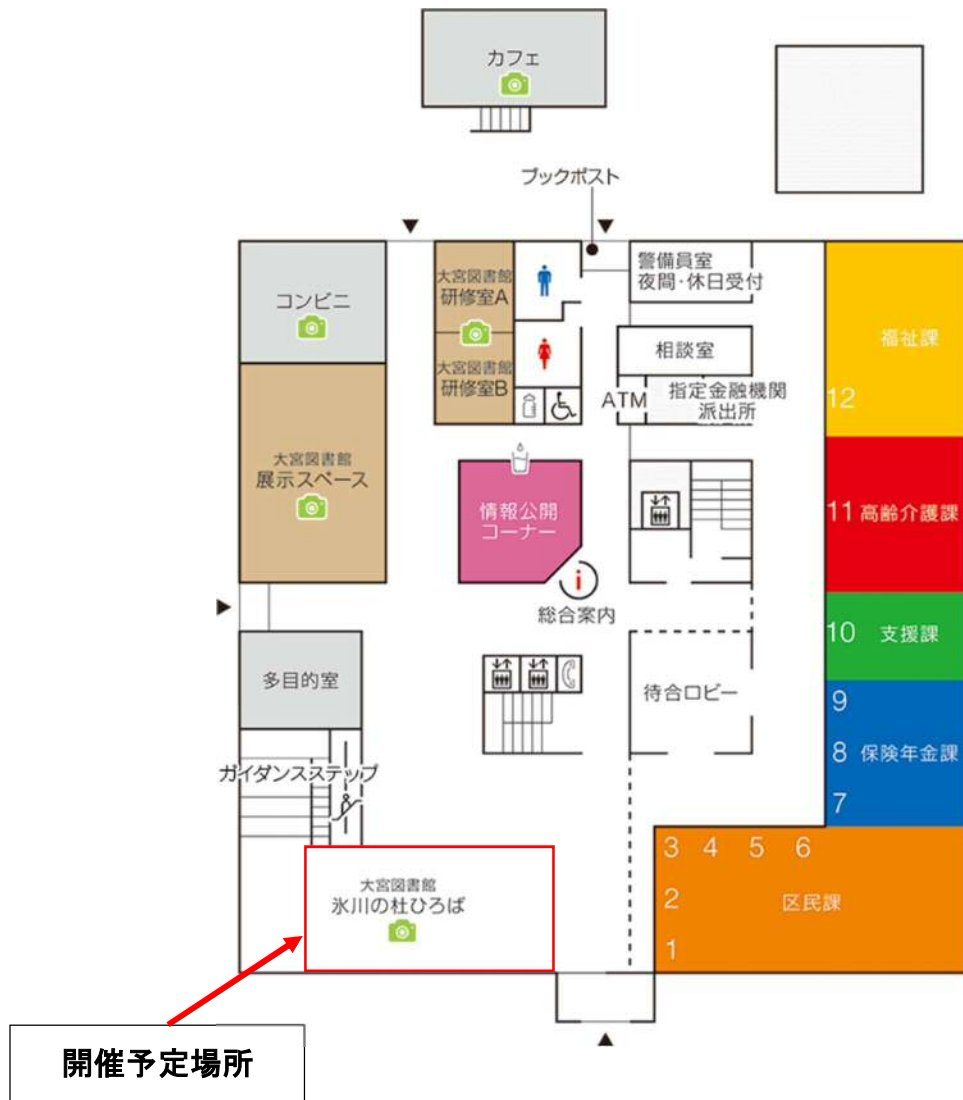 カフェ
ブックポスト
コンビニ
大宮図書館
研修室A
大宮図書館
研修室B
警備員室
夜間・休日受付
相談室
ATM
指定金融機関
派出所
福祉課
12
大宮図書館
展示スペース
情報公開
コーナー
i
総合案内
11 高齢介護課
10 支援課
多目的室
待合ロビー
9
8 保険年金課
7
ガイダンスステップ
3 4 5 6
2 区民課
1
大宮図書館
氷川の杜ひろば
開催予定場所